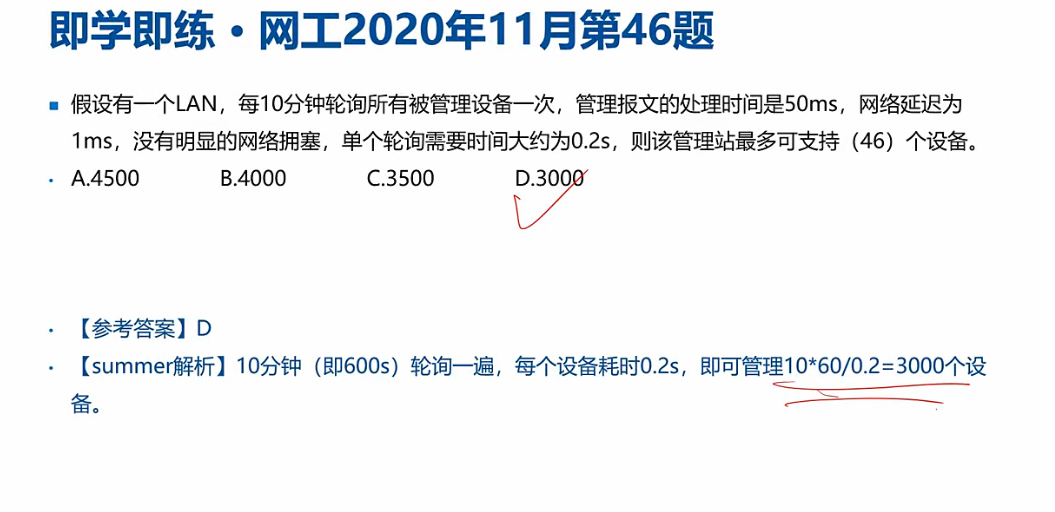 即学即练•网工2020年11月第46题
■ 假设有一个LAN，每10分钟轮询所有被管理设备一次，管理报文的处理时间是50ms，网络延迟为
1ms，没有明显的网络拥塞，单个轮询需要时间大约为0.2s，则该管理站最多可支持（46）个设备。
• A.4500 B.4000 C.3500 D.3000
• 【参考答案】D
• 【summer解析】10分钟（即600s）轮询一遍，每个设备耗时0.2s，即可管理10*60/0.2=3000个设
备。